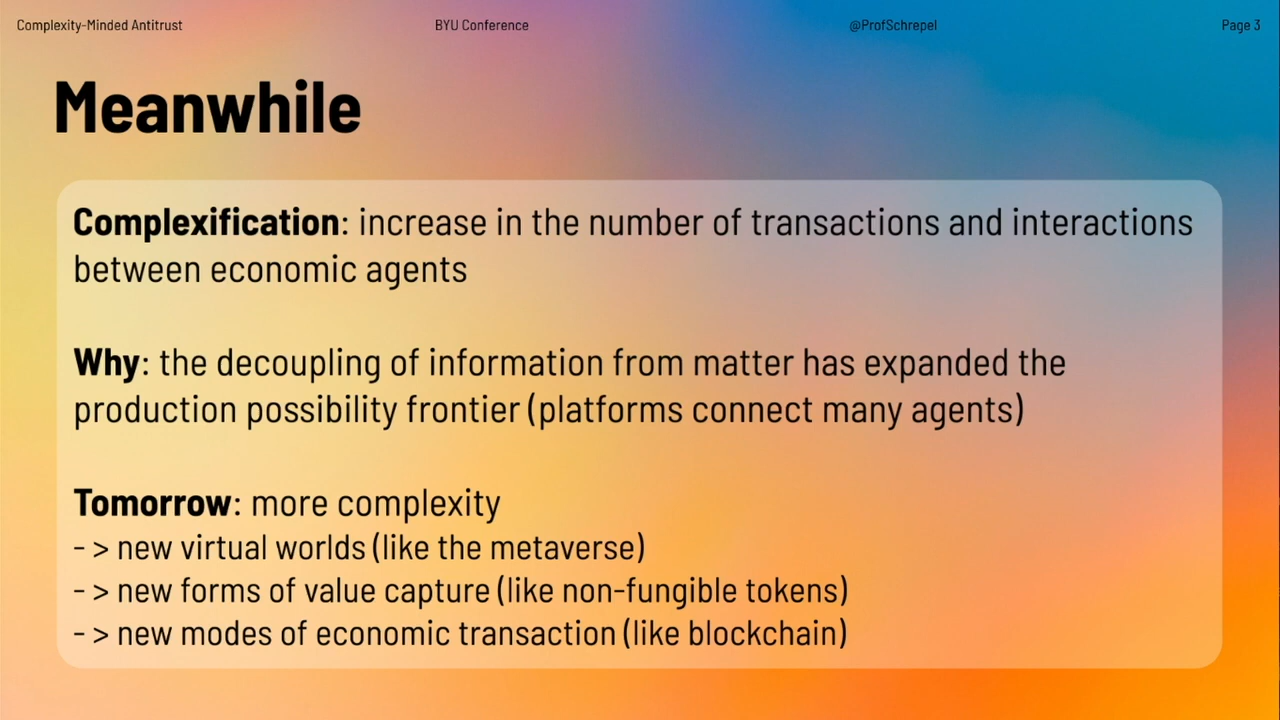 Complexity-Minded Antitrust
BYU Conference
@ProfSchrepel
Page 3
Meanwhile
Complexification: increase in the number of transactions and interactions
between economic agents
Why: the decoupling of information from matter has expanded the
production possibility frontier (platforms connect many agents)
Tomorrow: more complexity
- > new virtual worlds (like the metaverse)
- > new forms of value capture (like non-fungible tokens)
- > new modes of economic transaction (like blockchain)